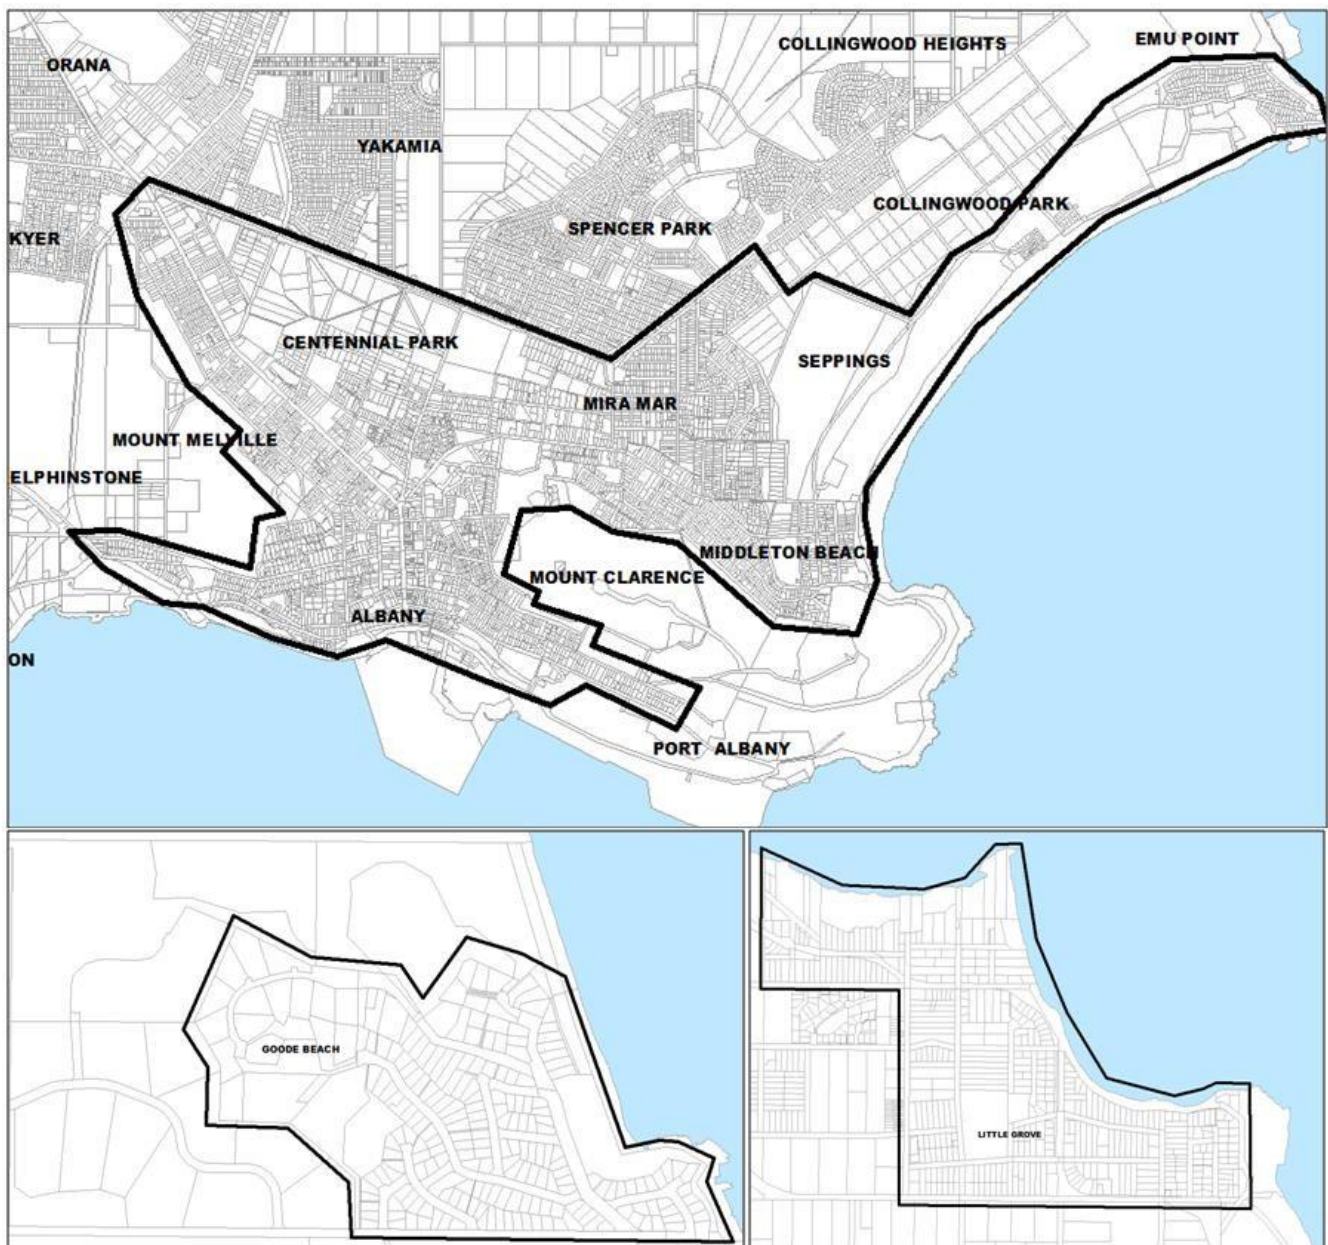 COLLINGWOOD HEIGHTS
EMU POINT
ORANA
YAKAMIA
COLLINGWOOD PARK
SPENCER PARK
KYER
CENTENNIAL PARK
SEPPINGS
MIRA MAR
MOUNT MELVILLE
ELPHINSTONE
MIDDLETON BEACH
MOUNT CLARENCE
ALBANY
ON
PORT ALBANY
GOODE BEACH
LITTLE GROVE